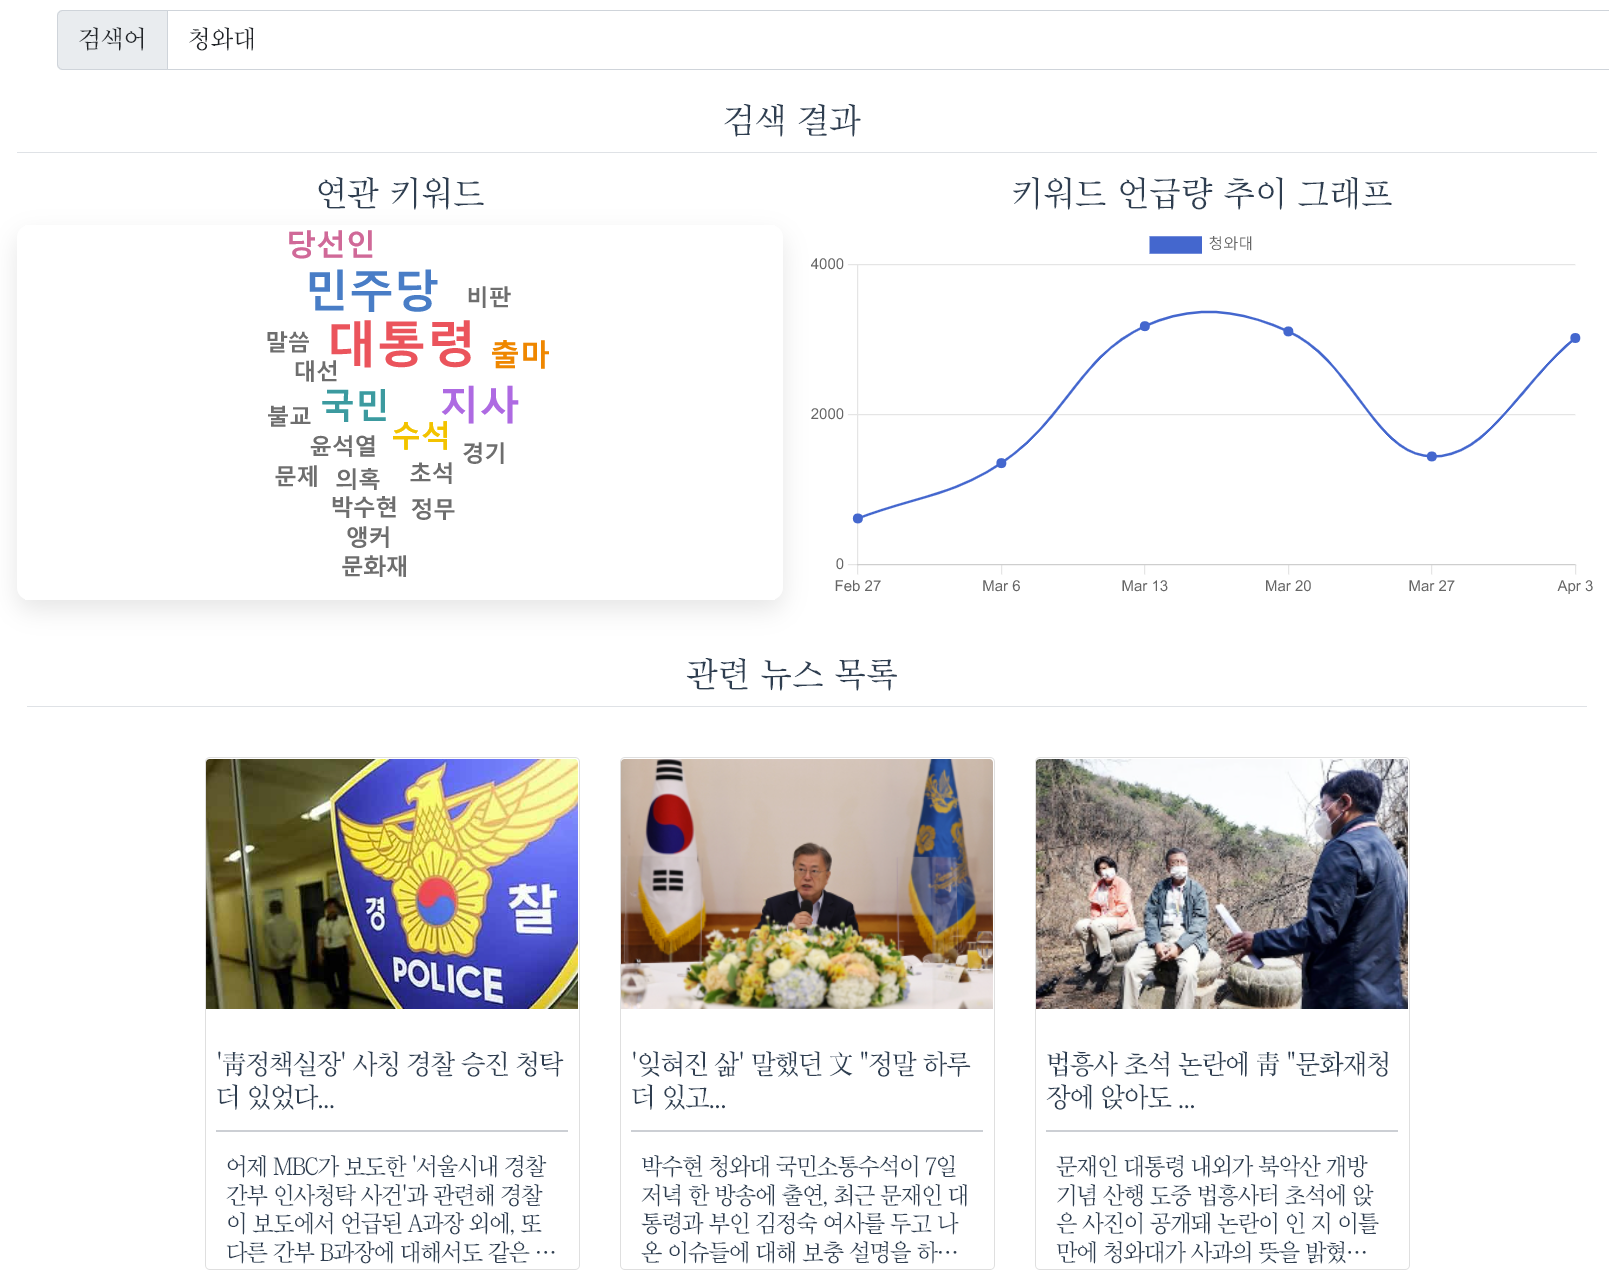 검색어 청와대
검색 결과
연관 키워드
당선인
민주당
비판
대통령
말씀
출마
대선
국민
지사
불교
수석
윤석열
경기
문제
의혹
초석
박수현
정무
앵커
문화재
키워드 언급량 추이 그래프
청와대
4000
2000
0
Feb 27 Mar 6 Mar 13 Mar 20 Mar 27 Apr 3
관련 뉴스 목록
경찰
POLICE
'靑정책실장' 사칭 경찰 승진 청탁
더 있었다...
어제 MBC가 보도한 '서울시내 경찰
간부 인사청탁 사건'과 관련해 경찰
이 보도에서 언급된 A과장 외에, 또
다른 간부 B과장에 대해서도 같은 …
'잊혀진 삶' 말했던 文 "정말 하루
더 있고...
박수현 청와대 국민소통수석이 7일
저녁 한 방송에 출연, 최근 문재인 대
통령과 부인 김정숙 여사를 두고 나
온 이슈들에 대해 보충 설명을 하…
법흥사 초석 논란에 靑 "문화재청
장에 앉아도 ...
문재인 대통령 내외가 북악산 개방
기념 산행 도중 법흥사터 초석에 앉
은 사진이 공개돼 논란이 인 지 이틀
만에 청와대가 사과의 뜻을 밝혔…